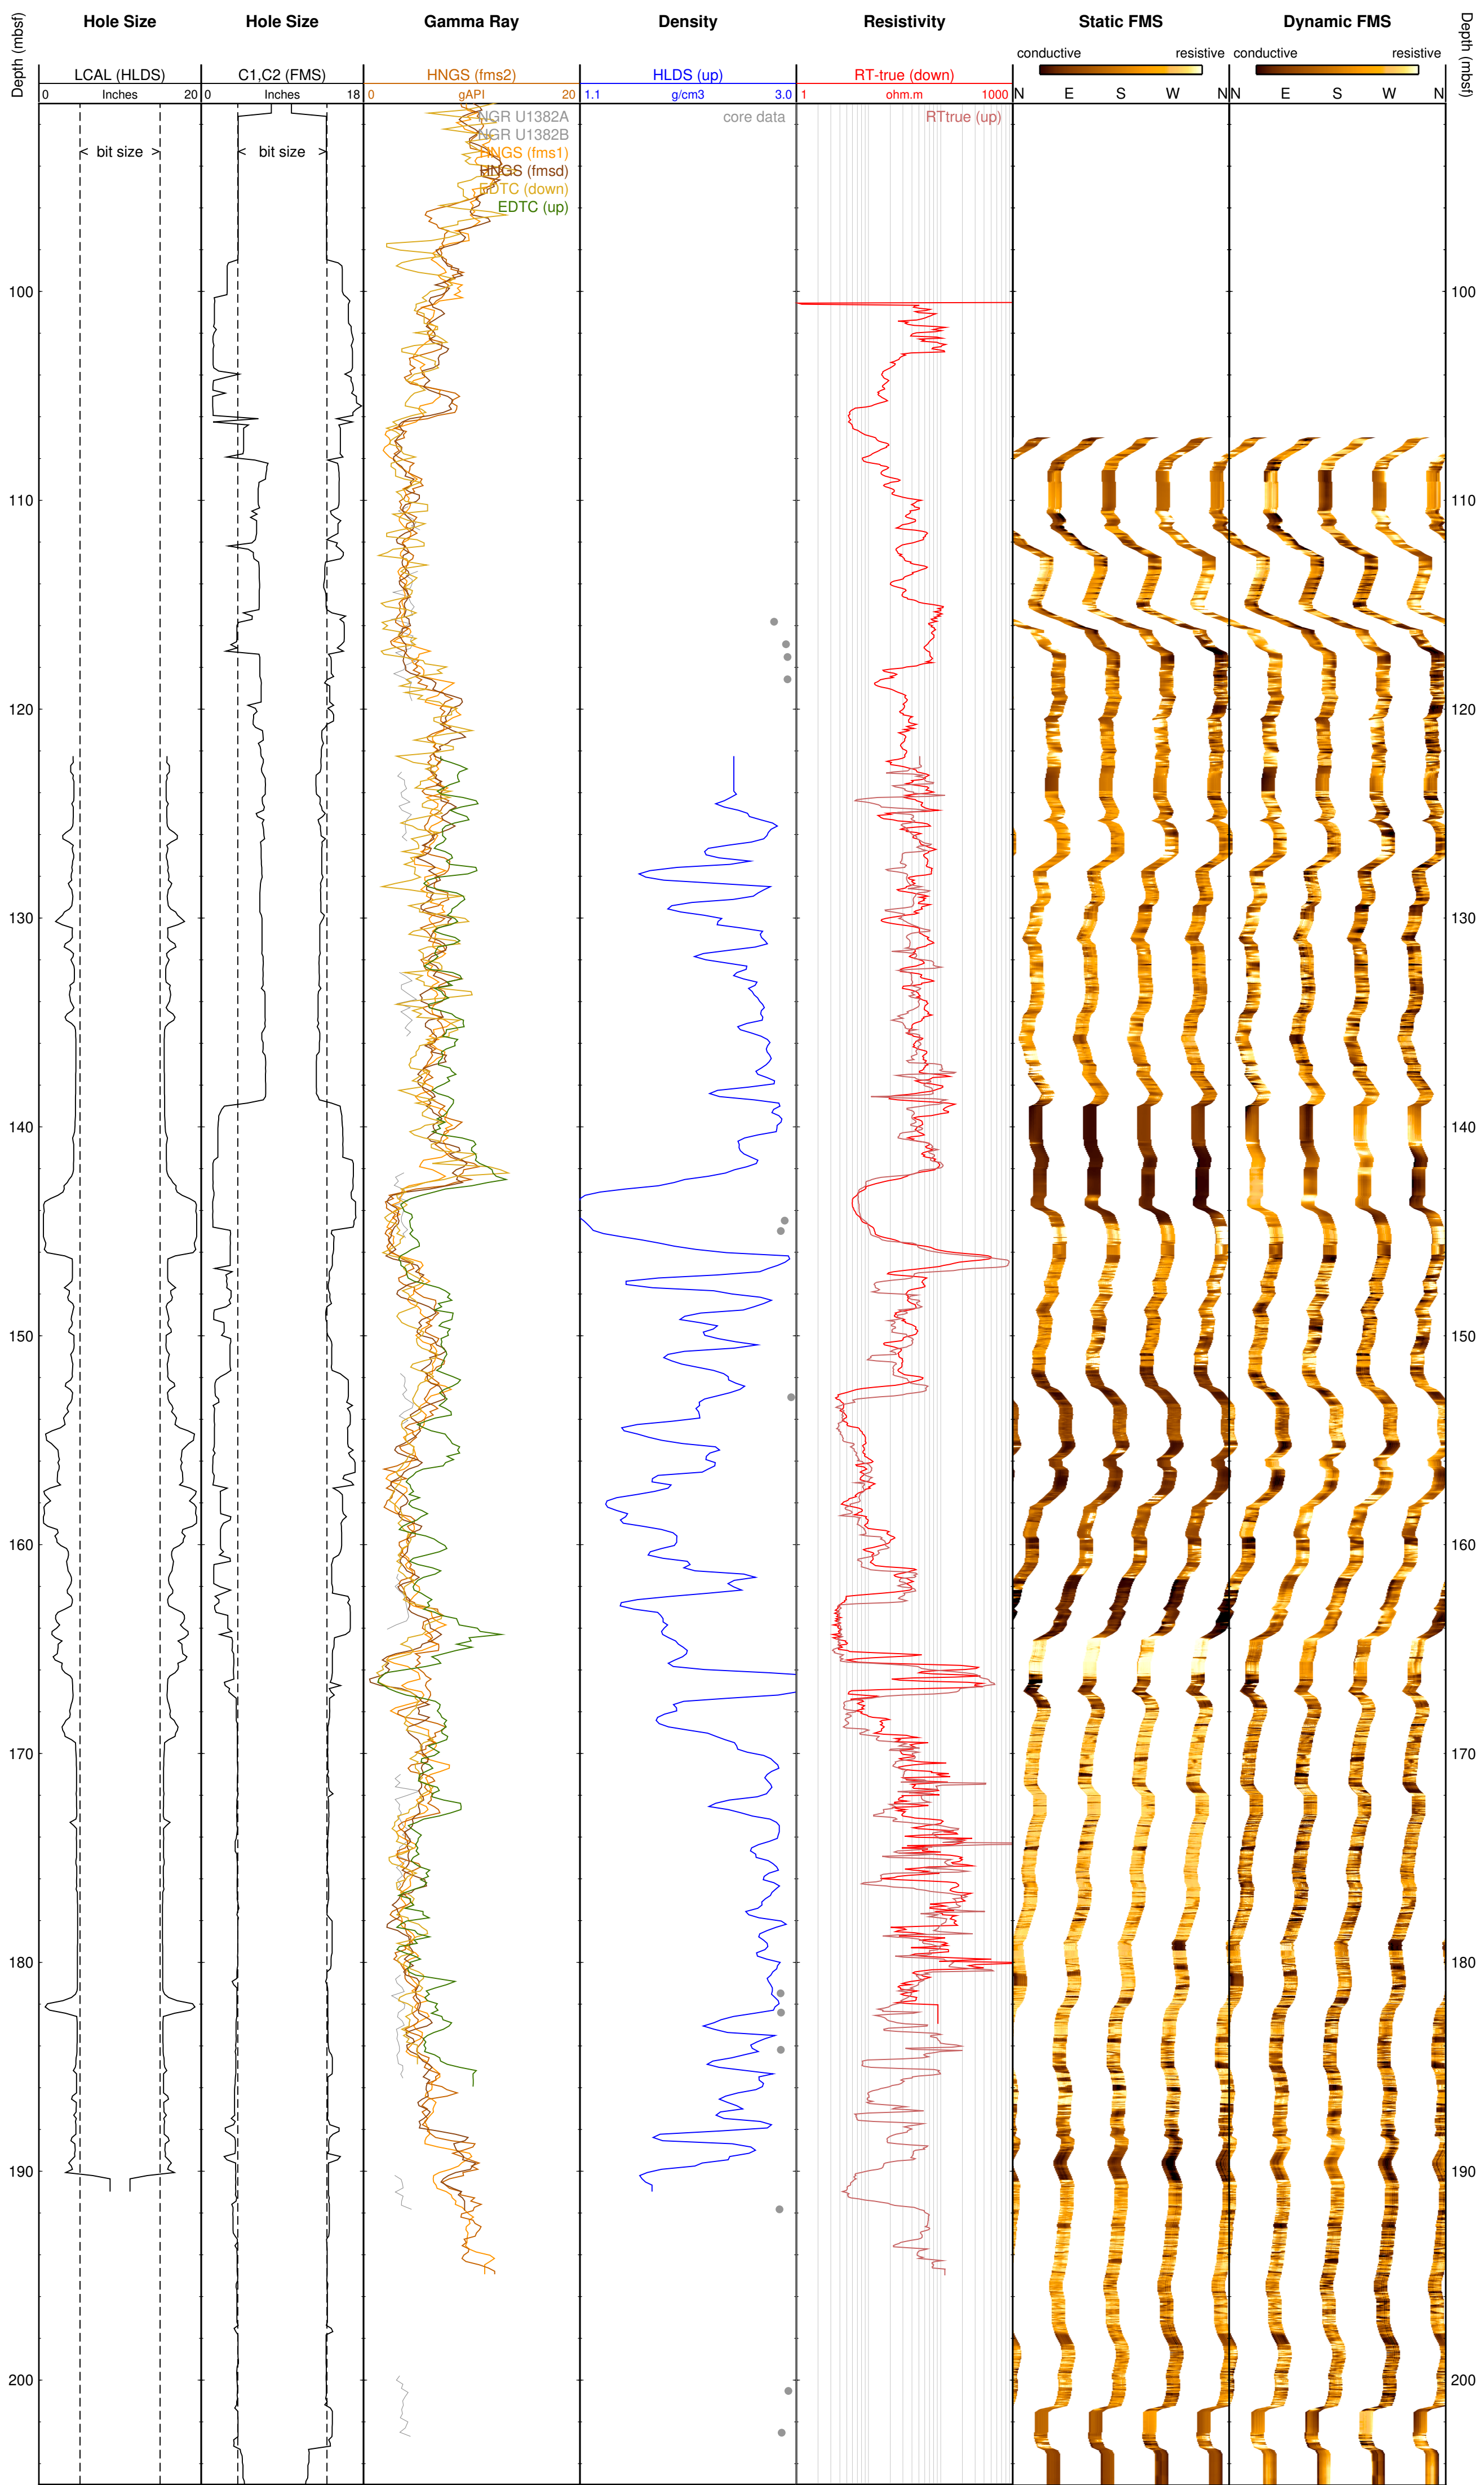 Hole Size Hole Size Gamma Ray Density Resistivity Static FMS Dynamic FMS
Depth (mbsf) Depth (mbsf)
conductive resistive conductive resistive
LCAL (HLDS) C1,C2 (FMS) HNGS (fms2) HLDS (up) RT-true (down)
0 Inches 20 0 Inches 18 0 gAPI 20 1.1 g/cm3 3.0 1 ohm.m 1000 N E S W N N E S W N
NGR U1382A core data RTtrue (up)
NGR U1382B
< bit size > < bit size > HNGS (fms1)
HNGS (fmsd)
EDTC (down)
EDTC (up)
100 100
110 110
120 120
130 130
140 140
150 150
160 160
170 170
180 180
190 190
200 200